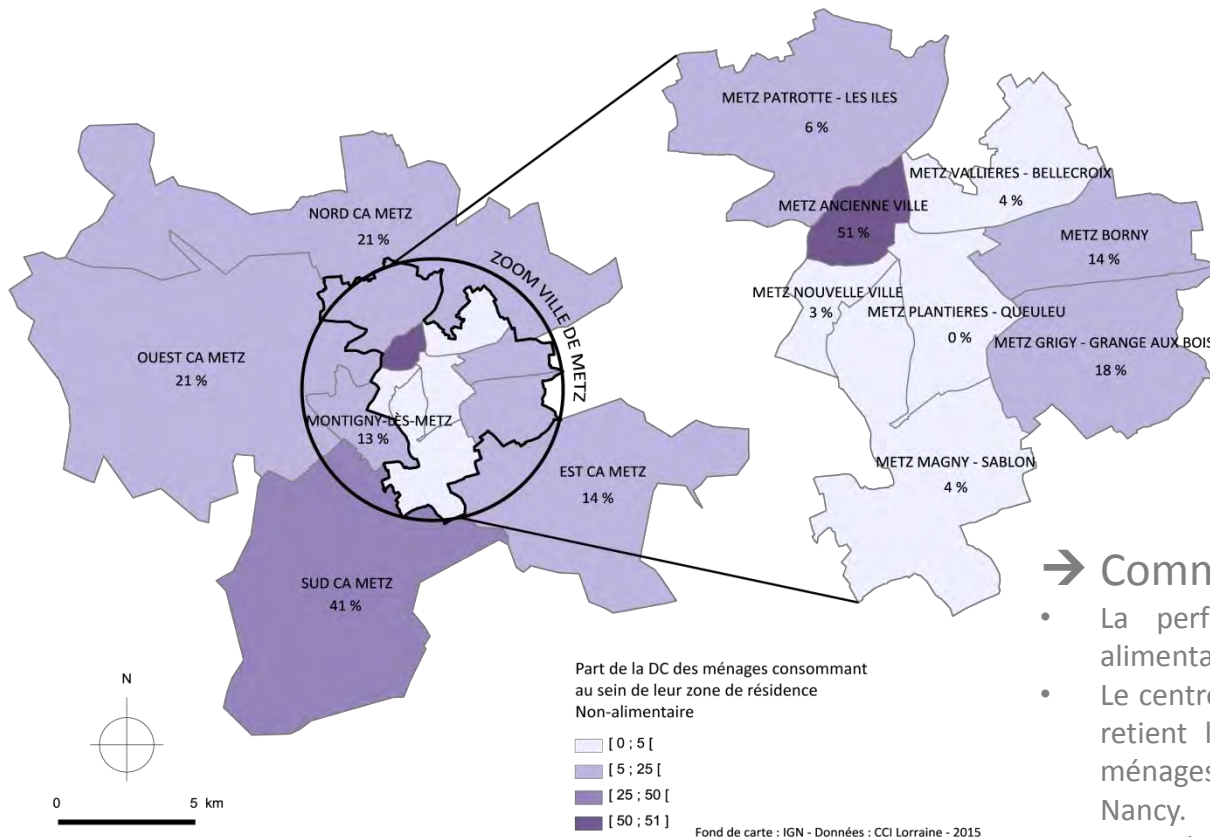 METZ PATROTTE - LES ILES
6 %
METZ VALLIERES - BELLECROIX
4 %
METZ ANCIENNE VILLE
51 %
METZ BORNY
14 %
METZ NOUVELLE VILLE
3 %
METZ PLANTIERES - QUEULEU
0 %
METZ GRIGY - GRANGE AUX BOIS
18 %
METZ MAGNY - SABLON
4 %
NORD CA METZ
21 %
ZOOM VILLE DE METZ
OUEST CA METZ
21 %
MONTIGNY-LÈS-METZ
13 %
EST CA METZ
14 %
SUD CA METZ
41 %
N
0 5 km
Part de la DC des ménages consommant
au sein de leur zone de résidence
Non-alimentaire
[ 0 ; 5 [
[ 5 ; 25 [
[ 25 ; 50 [
[ 50 ; 51 ]
Fond de carte : IGN - Données : CCI Lorraine - 2015
→ Comm
• La perf
alimenta
• Le centr
retient l
ménages
Nancy.